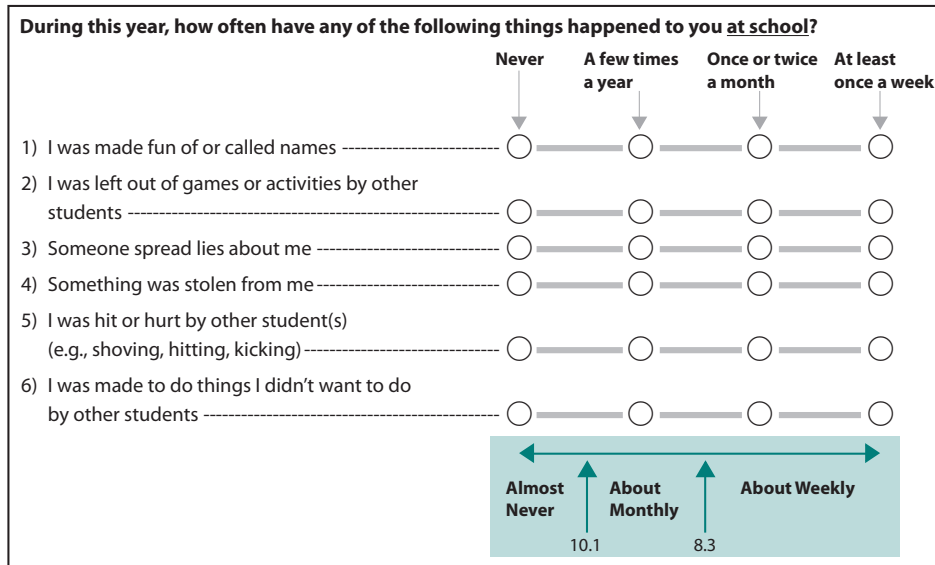 During this year, how often have any of the following things happened to you at school?
Never A few times a year Once or twice a month At least once a week
1) I was made fun of or called names
2) I was left out of games or activities by other
students
3) Someone spread lies about me
4) Something was stolen from me
5) I was hit or hurt by other student(s)
(e.g., shoving, hitting, kicking)
6) I was made to do things I didn’t want to do
by other students
Almost Never About Monthly About Weekly
10.1 8.3